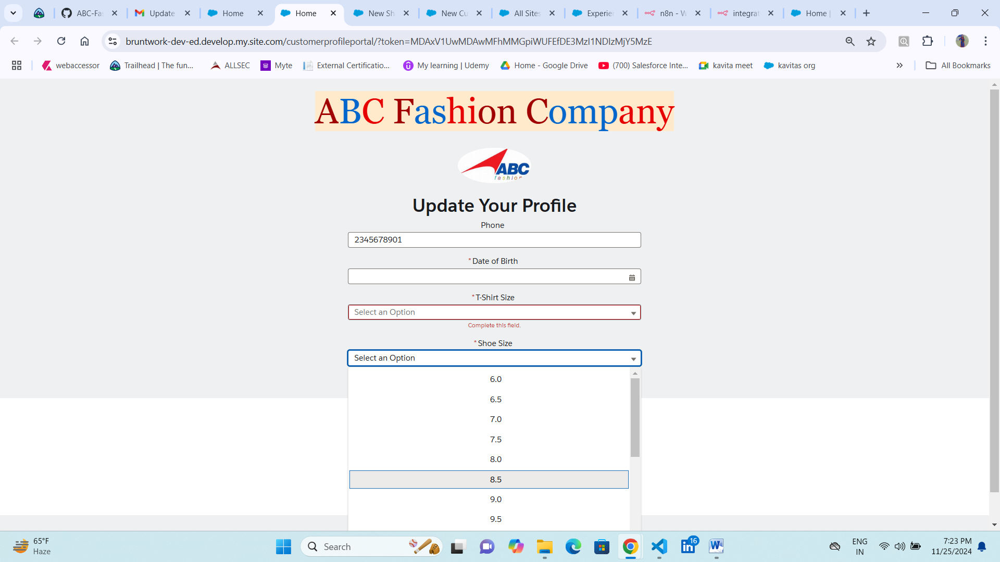 ABC-Fas
Update
Home
Home
New Sh
New Cu
All Sites
Experien
n8n - W
integrat
Home |
bruntwork-dev-ed.develop.my.site.com/customerprofileportal/?token=MDAxV1UwMDAwMFhMMGpiWUFEfDE3MzI1NDIzMjY5MzE
webaccessor
Trailhead | The fun...
ALLSEC
Myte
External Certificatio...
My learning | Udemy
Home - Google Drive
(700) Salesforce Inte...
kavita meet
kavitas org
All Bookmarks
ABC Fashion Company
ABC
fashion
Update Your Profile
Phone
2345678901
*Date of Birth
*T-Shirt Size
Select an Option
Complete this field.
*Shoe Size
Select an Option
6.0
6.5
7.0
7.5
8.0
8.5
9.0
9.5
65°F
Haze
Search
16
ENG
IN
7:23 PM
11/25/2024